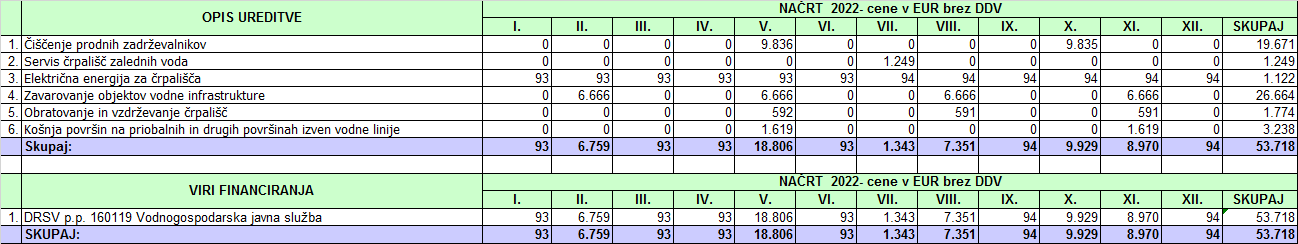 OPIS UREDITVE NAČRT 2022- cene v EUR brez DDV
I. II. III. IV. V. VI. VII. VIII. IX. X. XI. XII. SKUPAJ
1. Čiščenje prodnih zadrževalnikov 0 0 0 0 9.836 0 0 0 0 9.835 0 0 19.671
2. Servis črpališč zalednih voda 0 0 0 0 0 0 1.249 0 0 0 0 0 1.249
3. Električna energija za črpališča 93 93 93 93 93 93 94 94 94 94 94 94 1.122
4. Zavarovanje objektov vodne infrastrukture 0 6.666 0 0 6.666 0 0 6.666 0 0 6.666 0 26.664
5. Obratovanje in vzdrževanje črpališč 0 0 0 0 592 0 0 591 0 0 591 0 1.774
6. Košnja površin na priobalnih in drugih površinah izven vodne linije 0 0 0 0 1.619 0 0 0 0 0 1.619 0 3.238
Skupaj: 93 6.759 93 93 18.806 93 1.343 7.351 94 9.929 8.970 94 53.718
VIRI FINANCIRANJA NAČRT 2022- cene v EUR brez DDV
I. II. III. IV. V. VI. VII. VIII. IX. X. XI. XII. SKUPAJ
1. DRSV p.p. 160119 Vodnogospodarska javna služba 93 6.759 93 93 18.806 93 1.343 7.351 94 9.929 8.970 94 53.718
SKUPAJ: 93 6.759 93 93 18.806 93 1.343 7.351 94 9.929 8.970 94 53.718